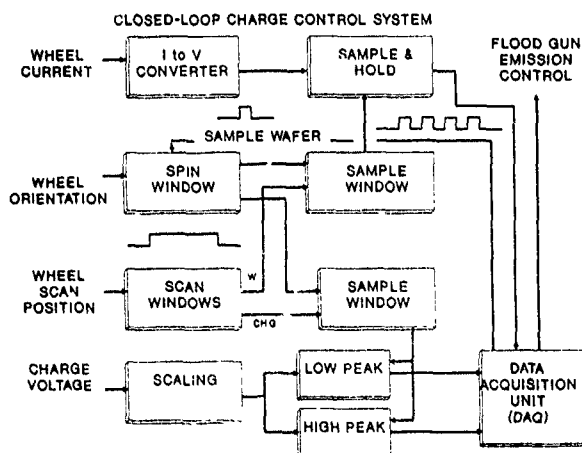 CLOSED-LOOP CHARGE CONTROL SYSTEM
WHEEL
CURRENT
I to V
CONVERTER
SAMPLE &
HOLD
FLOOD GUN
EMISSION
CONTROL
SAMPLE WAFER
WHEEL
ORIENTATION
SPIN
WINDOW
SAMPLE
WINDOW
WHEEL
SCAN
POSITION
SCAN
WINDOWS
W
CHG
SAMPLE
WINDOW
CHARGE
VOLTAGE
SCALING
LOW PEAK
HIGH PEAK
DATA
ACQUISITION
UNIT
(DAQ)